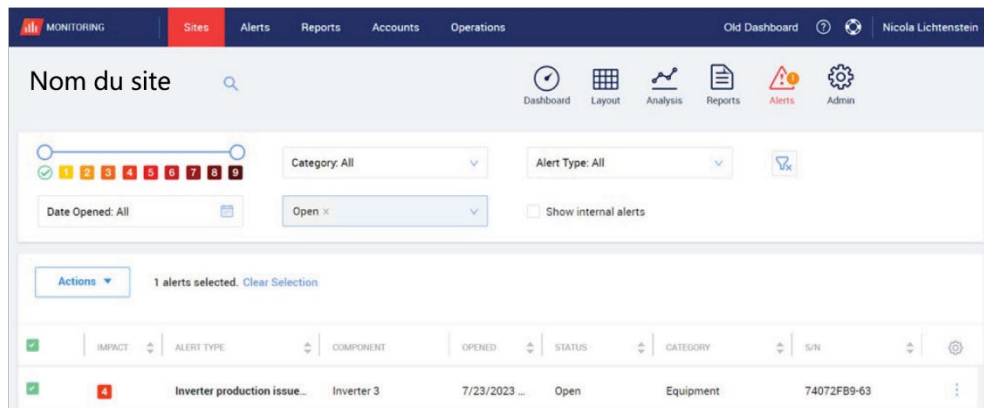 MONITORING Sites Alerts Reports Accounts Operations Old Dashboard ? Nicola Lichtenstein
Nom du site
1
Dashboard Layout Analysis Reports Alerts Admin
1 2 3 4 5 6 7 8 9
Category: All
Alert Type: All
Date Opened: All
Open ×
Show internal alerts
Actions 1 alerts selected. Clear Selection
IMPACT ALERT TYPE COMPONENT OPENED STATUS CATEGORY S/N
4 Inverter production issue... Inverter 3 7/23/2023 ... Open Equipment 74072FB9-63